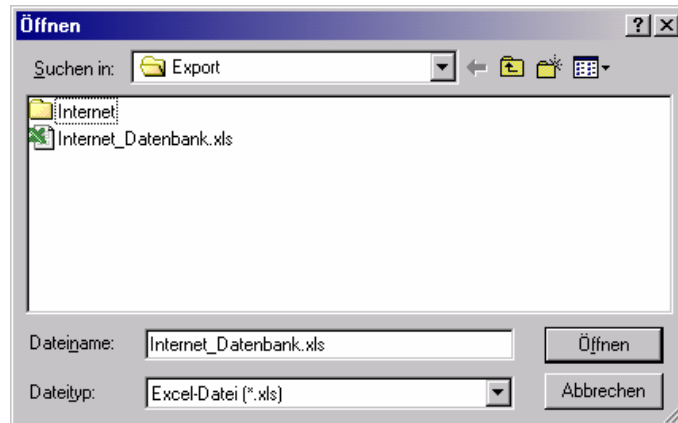 Öffnen
Suchen in: Export
Internet
Internet_Datenbank.xls
Dateiname: Internet_Datenbank.xls Öffnen
Dateityp: Excel-Datei (*.xls) Abbrechen